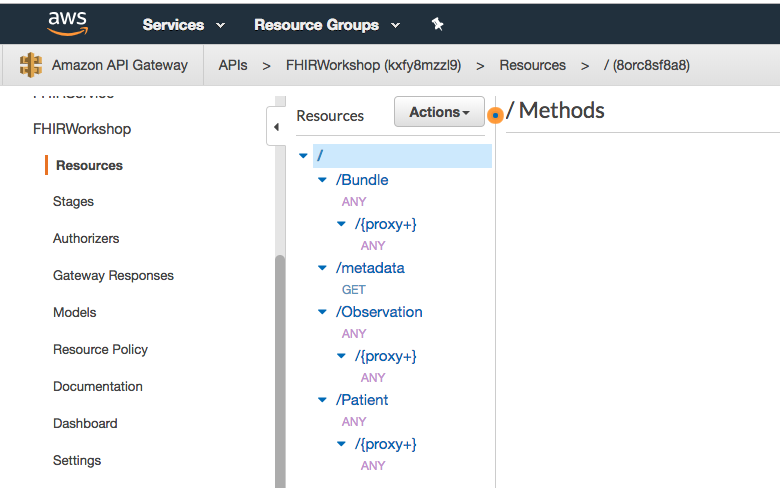 aws
Services
Resource Groups
Amazon API Gateway
APIs > FHIRWorkshop (kxfy8mzzl9) > Resources > / (8orc8sf8a8)
FHIRWorkshop
Resources
Stages
Authorizers
Gateway Responses
Models
Resource Policy
Documentation
Dashboard
Settings
Resources
Actions
/
/Bundle
ANY
/{proxy+}
ANY
/metadata
GET
/Observation
ANY
/{proxy+}
ANY
/Patient
ANY
/{proxy+}
ANY
/ Methods